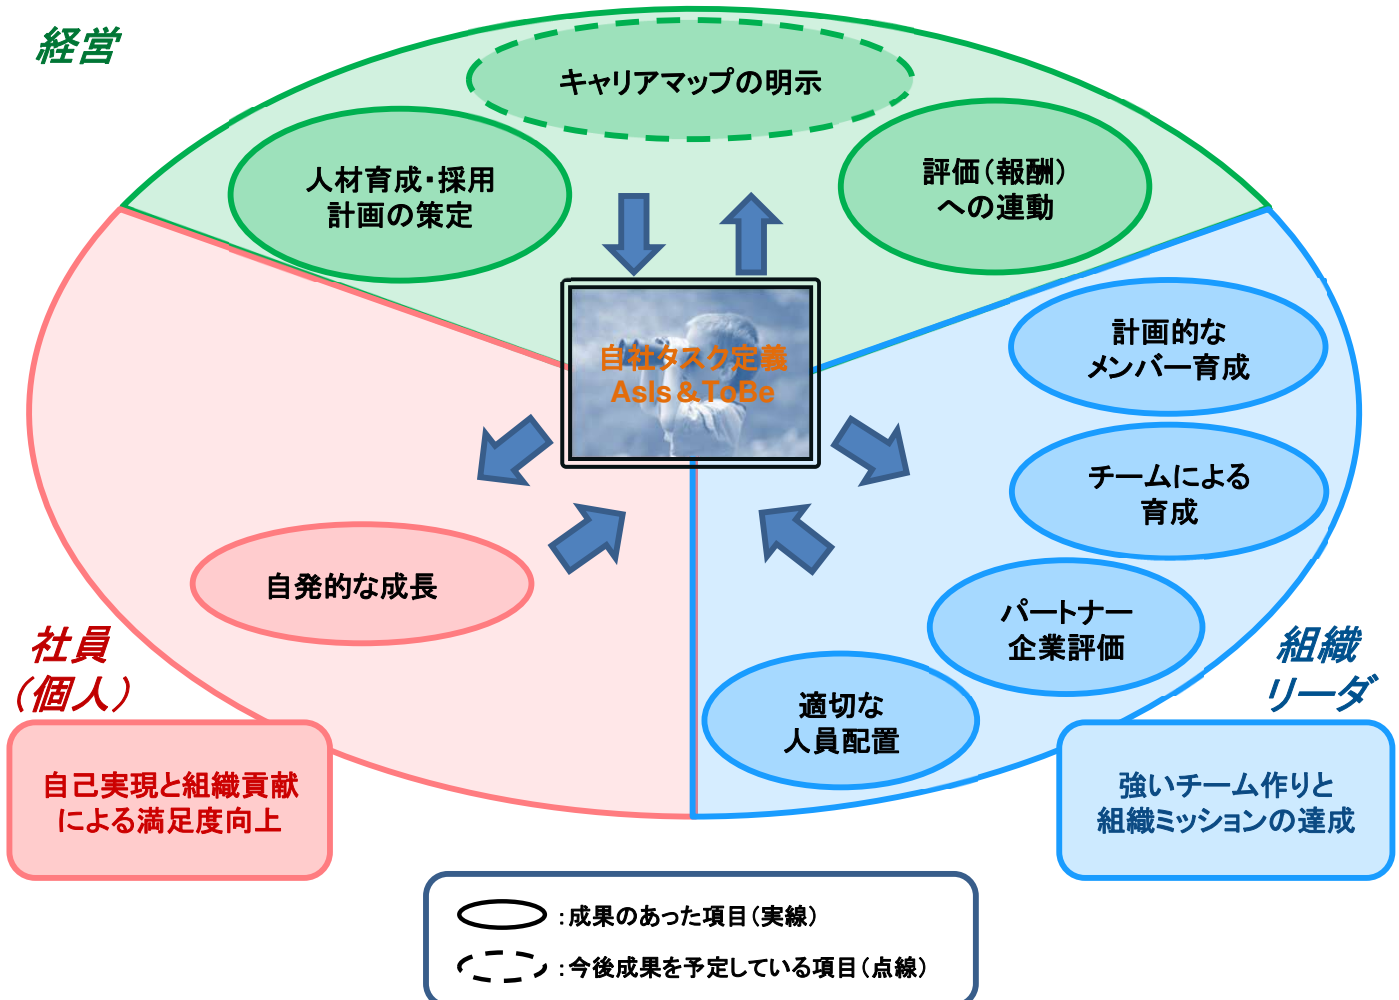 経営
キャリアマップの明示
人材育成・採用
計画の策定
評価（報酬）
への連動
自社タスク定義
AsIs＆ToBe
計画的な
メンバー育成
チームによる
育成
パートナー
企業評価
適切な
人員配置
自発的な成長
社員
（個人）
組織
リーダ
自己実現と組織貢献
による満足度向上
強いチーム作りと
組織ミッションの達成
：成果のあった項目（実線）
：今後成果を予定している項目（点線）